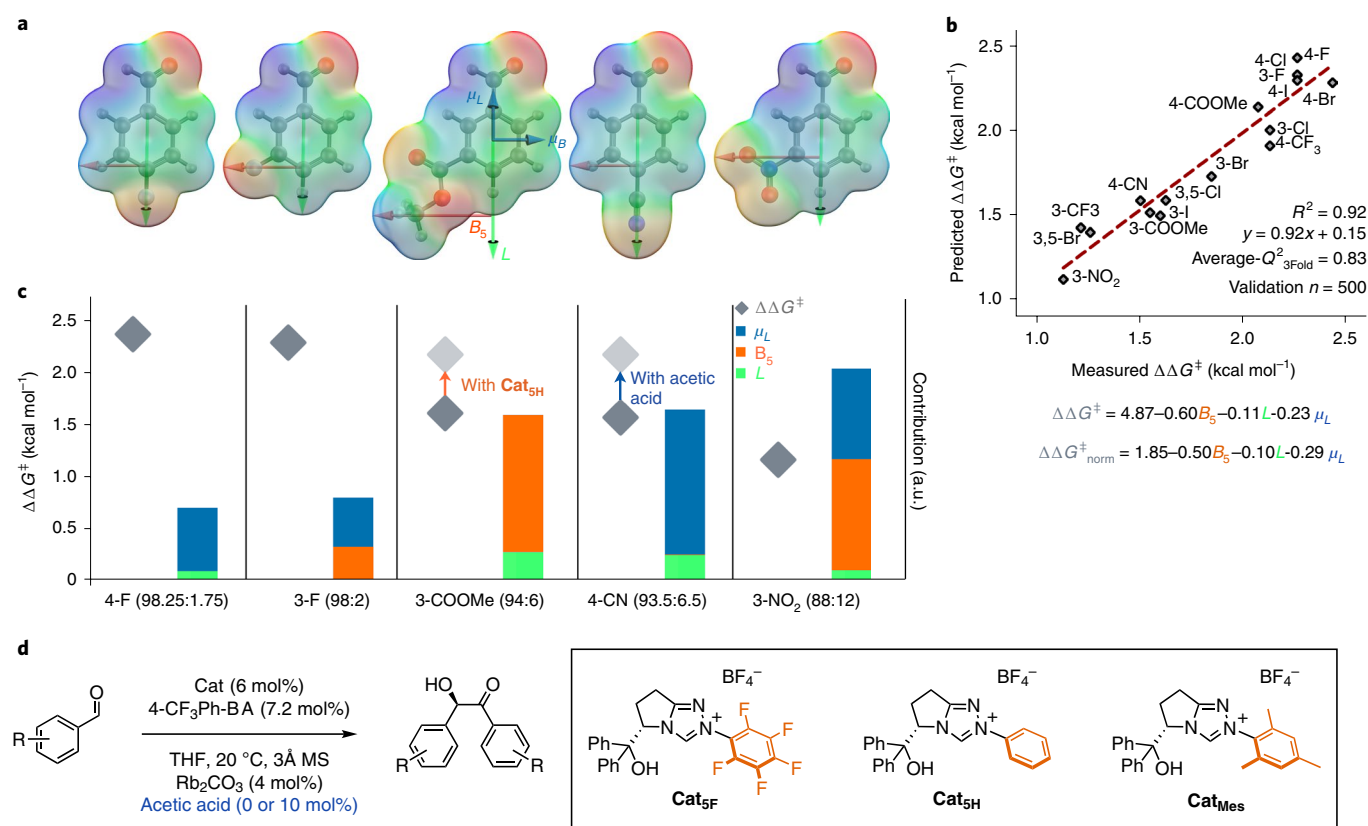 a
μL
μB
B5
L
b
Predicted ΔΔG‡ (kcal mol−1)
2.5
2.0
1.5
1.0
4-Cl
4-F
3-F
4-I
4-Br
4-COOMe
3-Cl
4-CF3
3-Br
4-CN
3,5-Cl
3-CF3
3-I
3-COOMe
3,5-Br
3-NO2
R2 = 0.92
y = 0.92x + 0.15
Average-Q23Fold = 0.83
Validation n = 500
1.0 1.5 2.0 2.5
Measured ΔΔG‡ (kcal mol−1)
ΔΔG‡ = 4.87–0.60B5–0.11L-0.23 μL
ΔΔG‡norm = 1.85–0.50B5–0.10L-0.29 μL
c
ΔΔG‡ (kcal mol−1)
2.5
2.0
1.5
1.0
0.5
0
With Cat5H
With acetic
acid
ΔΔG‡
μL
B5
L
Contribution (a.u.)
4-F (98.25:1.75) 3-F (98:2) 3-COOMe (94:6) 4-CN (93.5:6.5) 3-NO2 (88:12)
d
R
O
Cat (6 mol%)
4-CF3Ph-BA (7.2 mol%)
THF, 20 °C, 3Å MS
Rb2CO3 (4 mol%)
Acetic acid (0 or 10 mol%)
HO O
R R
BF4−
N
N N+
Ph
Ph OH
F F
F
F F
Cat5F
BF4−
N
N N+
Ph
Ph OH
Cat5H
BF4−
N
N N+
Ph
Ph OH
CatMes